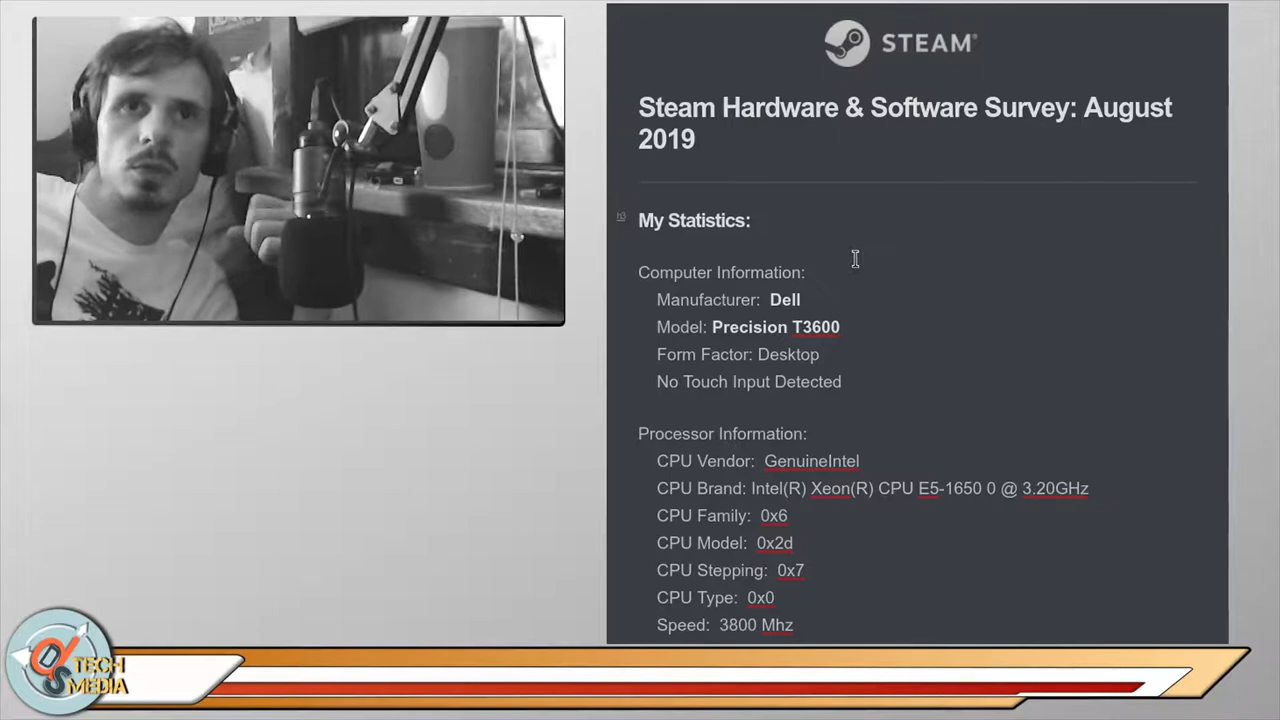 STEAM
Steam Hardware & Software Survey: August
2019
h3
My Statistics:
Computer Information:
Manufacturer: Dell
Model: Precision T3600
Form Factor: Desktop
No Touch Input Detected
Processor Information:
CPU Vendor: GenuineIntel
CPU Brand: Intel(R) Xeon(R) CPU E5-1650 0 @ 3.20GHz
CPU Family: 0x6
CPU Model: 0x2d
CPU Stepping: 0x7
CPU Type: 0x0
Speed: 3800 Mhz
TECH
MEDIA